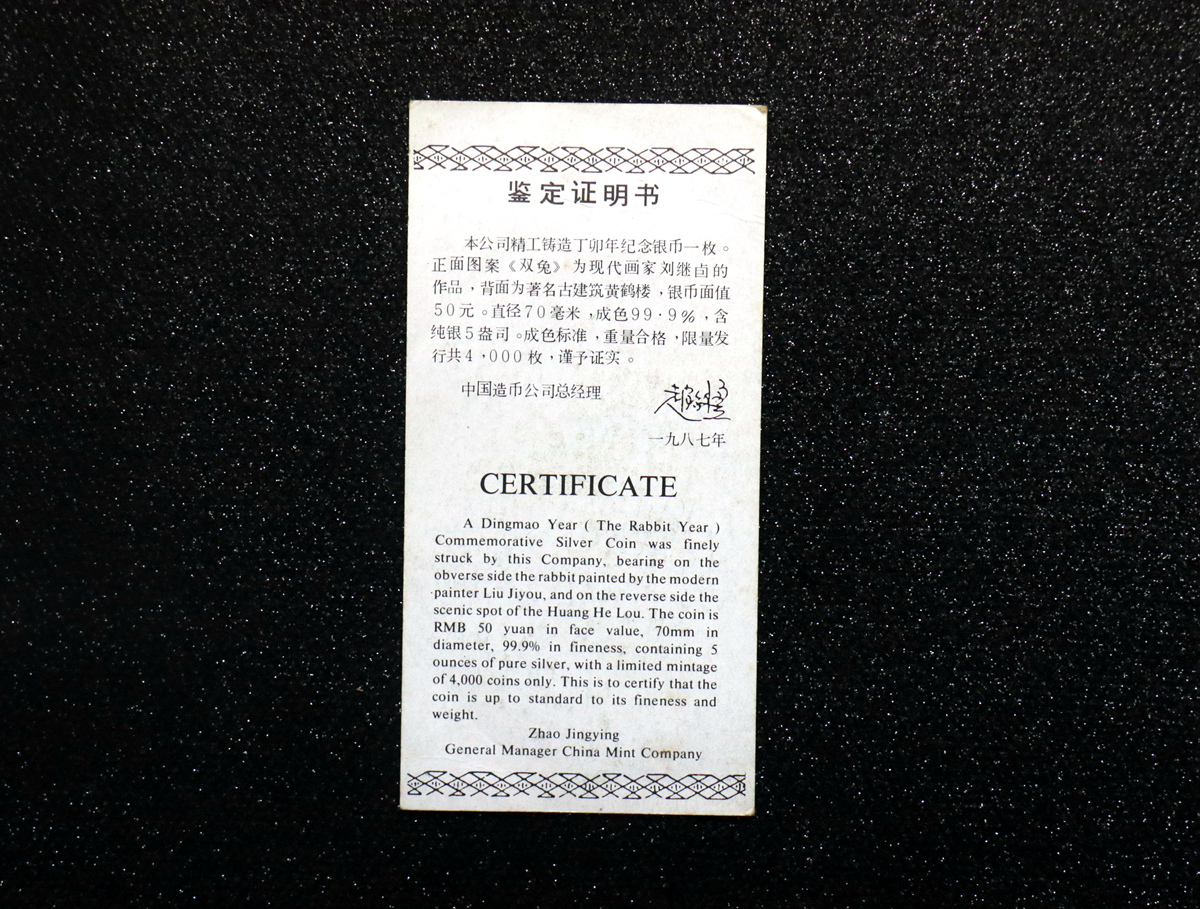 鉴定证明书
本公司精工铸造丁卯年纪念银币一枚。
正面图案《双兔》为现代画家刘继卣的
作品，背面为著名古建筑黄鹤楼，银币面值
50元。直径70毫米，成色99·9%，含
纯银5盎司。成色标准，重量合格，限量发
行共4,000枚，谨予证实。
中国造币公司总经理
一九八七年
CERTIFICATE
A Dingmao Year ( The Rabbit Year )
Commemorative Silver Coin was finely
struck by this Company, bearing on the
obverse side the rabbit painted by the modern
painter Liu Jiyou, and on the reverse side the
scenic spot of the Huang He Lou. The coin is
RMB 50 yuan in face value, 70mm in
diameter, 99.9% in fineness, containing 5
ounces of pure silver, with a limited mintage
of 4,000 coins only. This is to certify that the
coin is up to standard to its fineness and
weight.
Zhao Jingying
General Manager China Mint Company